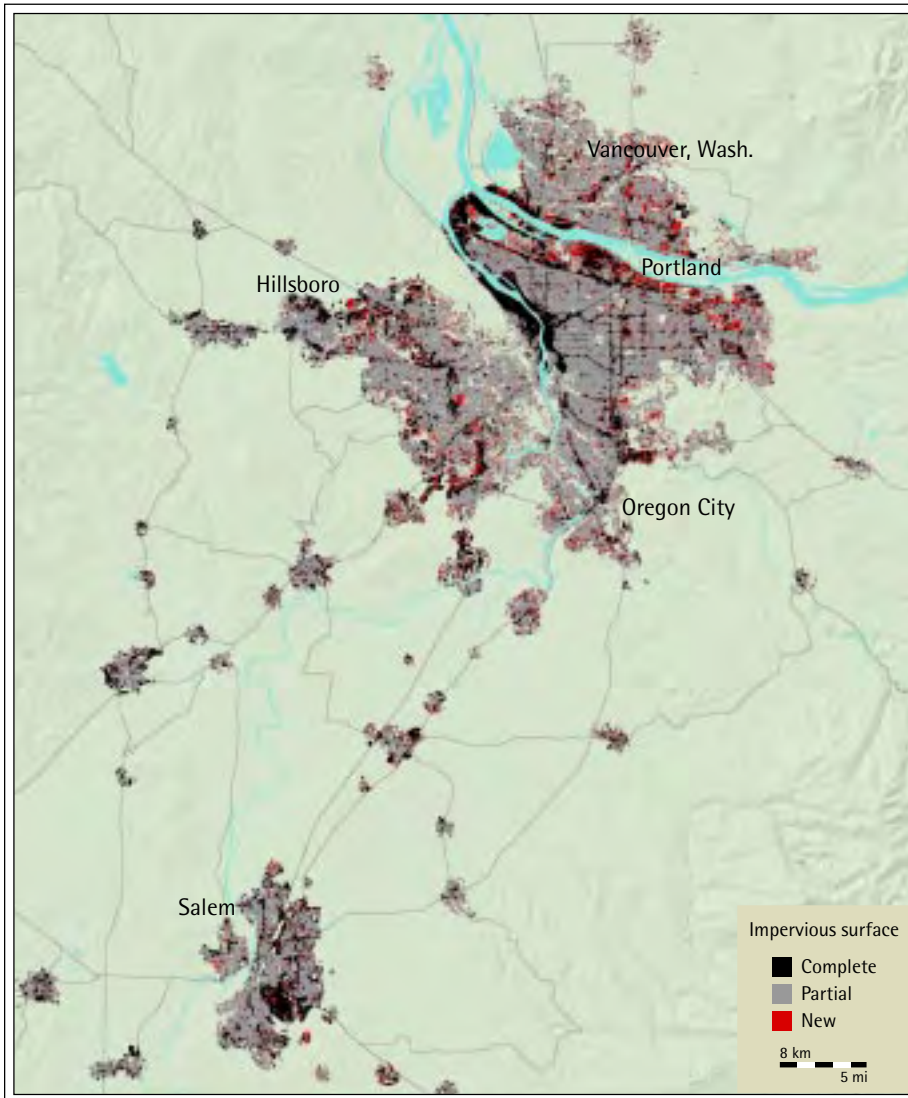 Vancouver, Wash.
Portland
Hillsboro
Oregon City
Salem
Impervious surface
Complete
Partial
New
8 km
5 mi